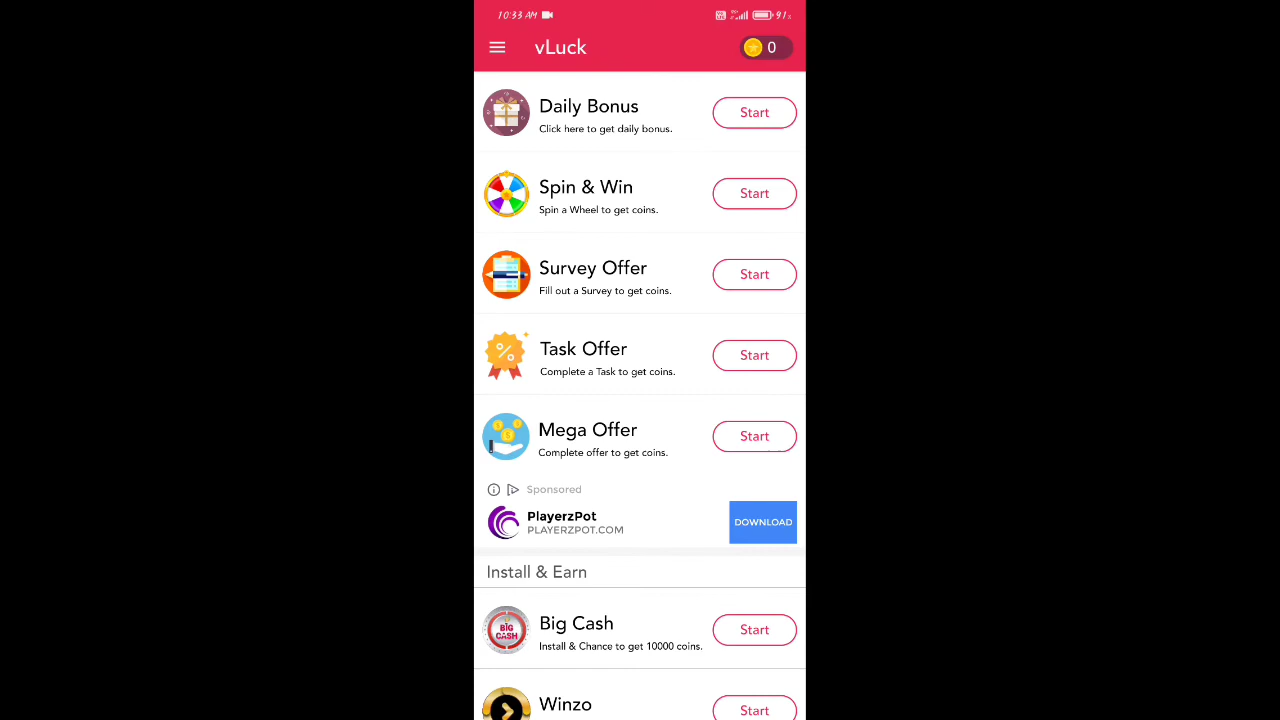 10:33 AM 91%
vLuck 0
Daily Bonus
Click here to get daily bonus.
Start
Spin & Win
Spin a Wheel to get coins.
Start
Survey Offer
Fill out a Survey to get coins.
Start
Task Offer
Complete a Task to get coins.
Start
Mega Offer
Complete offer to get coins.
Start
Sponsored
PlayerzPot
PLAYERZPOT.COM
DOWNLOAD
Install & Earn
BIG
CASH
Big Cash
Install & Chance to get 10000 coins.
Start
Winzo
Start